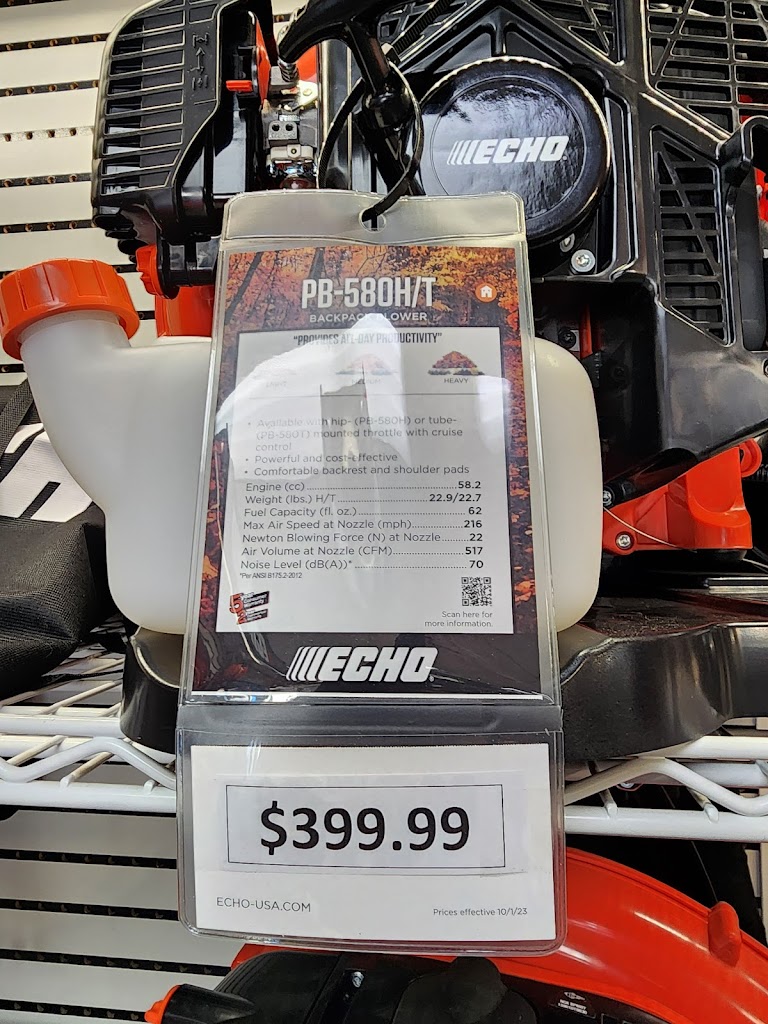 ECHO
PB-580H/T
BACKPACK BLOWER
"PROVIDES ALL-DAY PRODUCTIVITY"
LIGHT MEDIUM HEAVY
• Available with hip- (PB-580H) or tube-
(PB-580T) mounted throttle with cruise
control
• Powerful and cost-effective
• Comfortable backrest and shoulder pads
Engine (cc) 58.2
Weight (lbs.) H/T 22.9/22.7
Fuel Capacity (fl. oz.) 62
Max Air Speed at Nozzle (mph) 216
Newton Blowing Force (N) at Nozzle 22
Air Volume at Nozzle (CFM) 517
Noise Level (dB(A))* 70
*Per ANSI B175.2-2012
Scan here for
more information.
ECHO
$399.99
ECHO-USA.COM
Prices effective 10/1/23